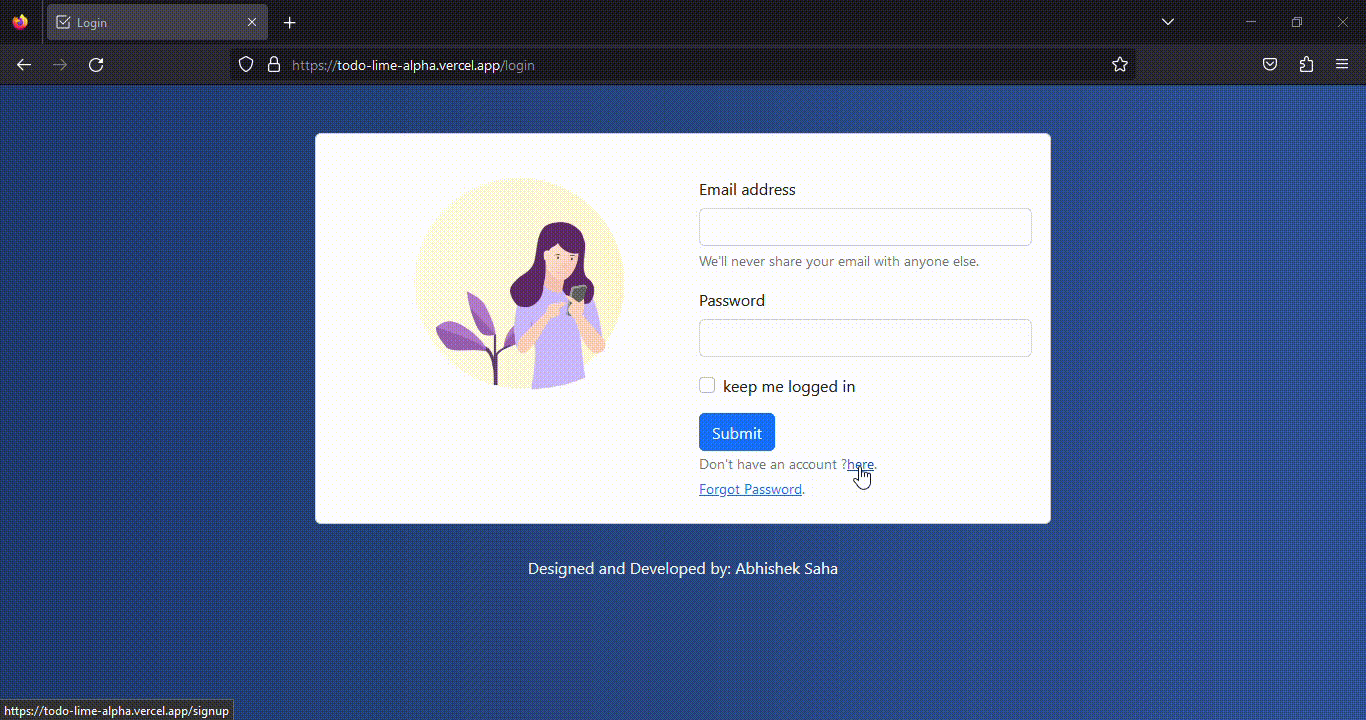 Login
https://todo-lime-alpha.vercel.app/login
Email address
We'll never share your email with anyone else.
Password
keep me logged in
Submit
Don't have an account ?here.
Forgot Password.
Designed and Developed by: Abhishek Saha
https://todo-lime-alpha.vercel.app/signup